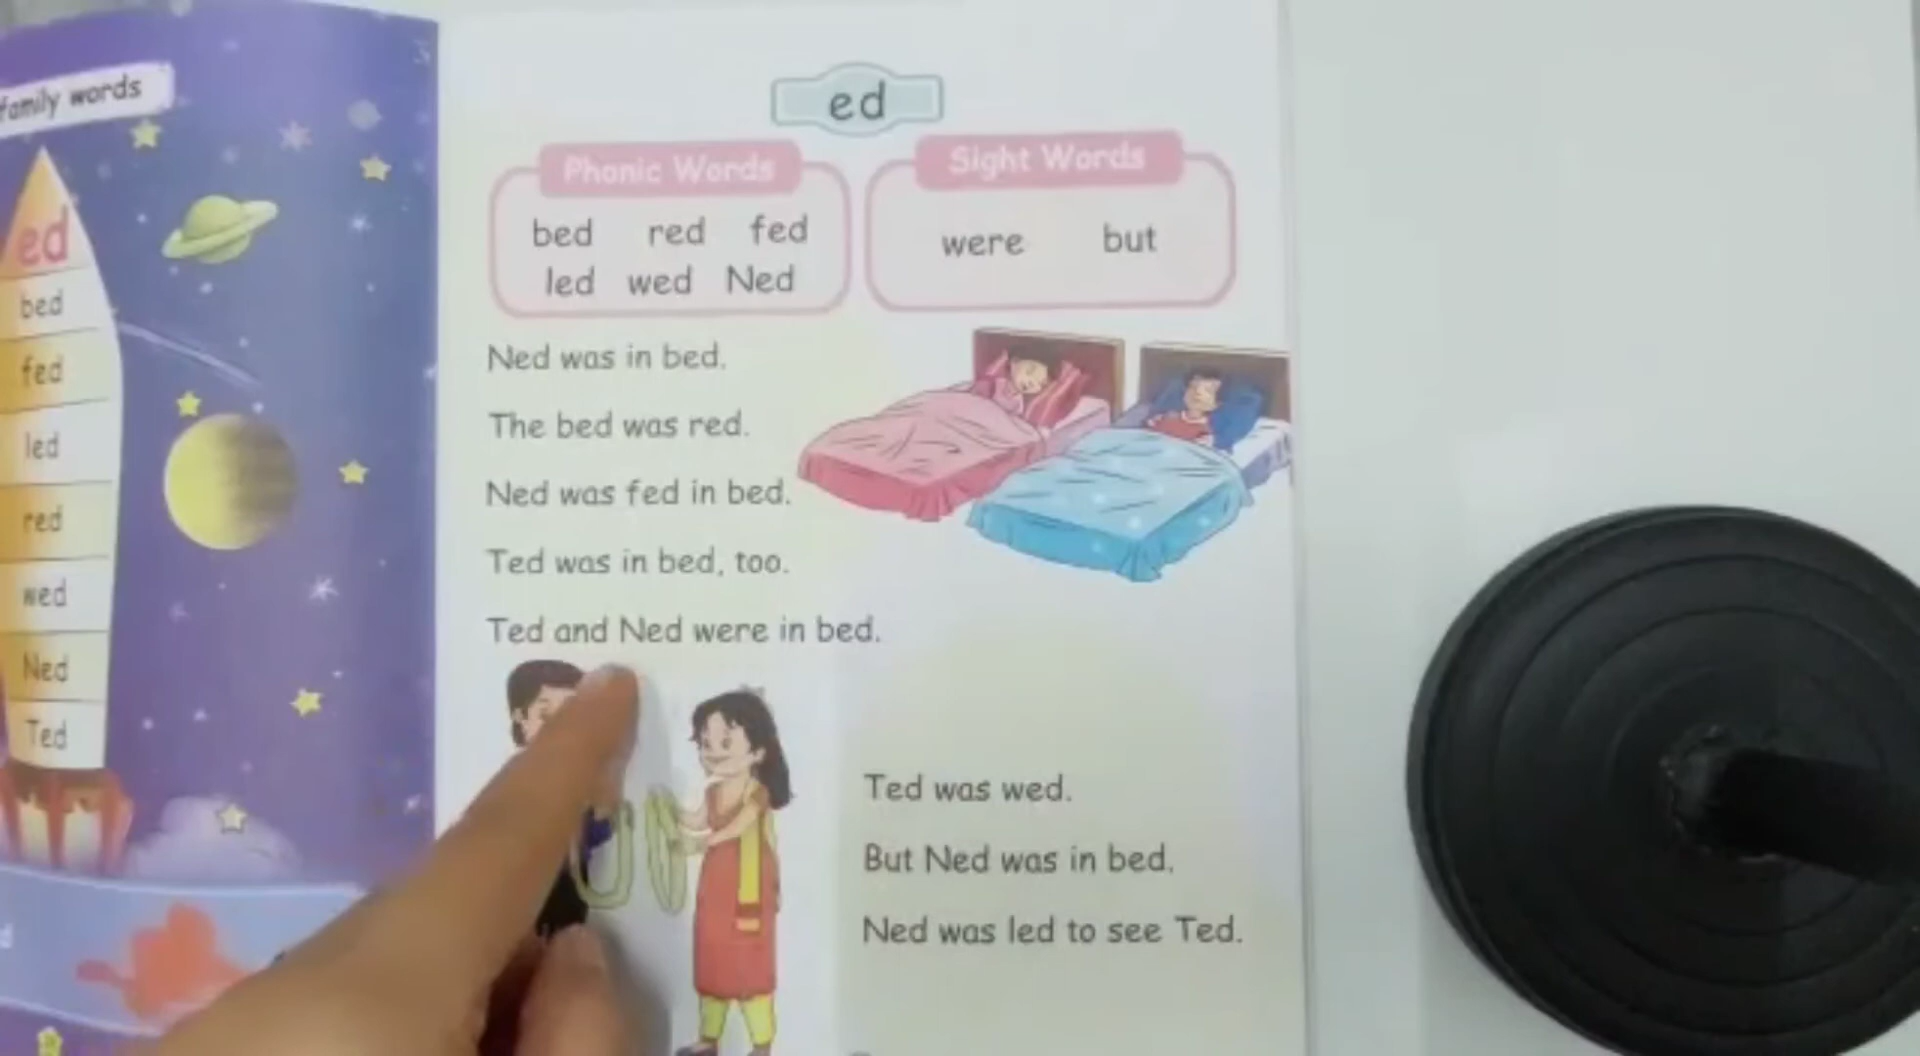 family words
ed
bed
fed
led
red
wed
Ned
Ted
ed
Phonic Words
bed red fed
led wed Ned
Sight Words
were but
Ned was in bed.
The bed was red.
Ned was fed in bed.
Ted was in bed, too.
Ted and Ned were in bed.
Ted was wed.
But Ned was in bed.
Ned was led to see Ted.